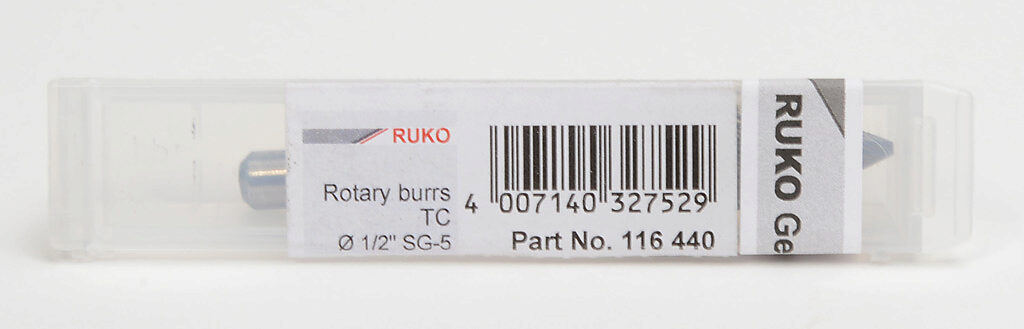 RUKO
Rotary burrs
TC
Ø 1/2" SG-5
4 007140 327529
Part No. 116 440
RUKO Ge